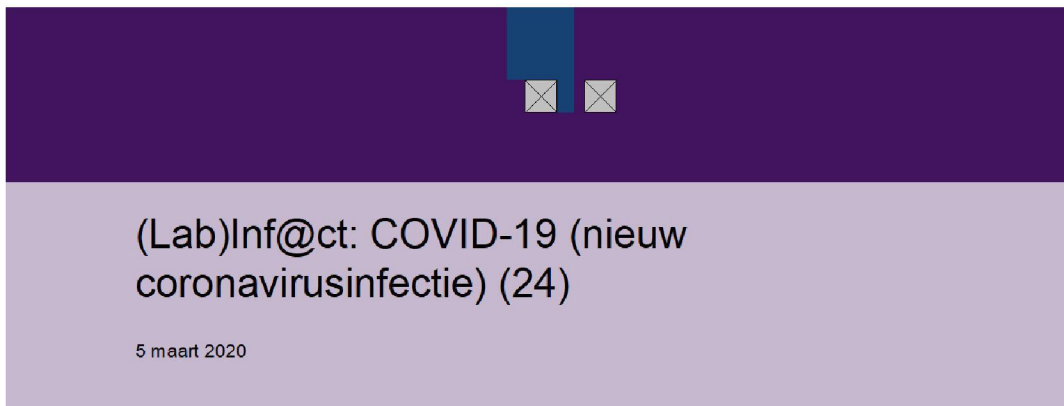 (Lab)Inf@ct: COVID-19 (nieuw
coronavirusinfectie) (24)
5 maart 2020